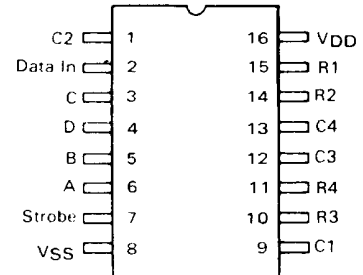 C2 1 16 VDD
Data In 2 15 R1
C 3 14 R2
D 4 13 C4
B 5 12 C3
A 6 11 R4
Strobe 7 10 R3
VSS 8 9 C1